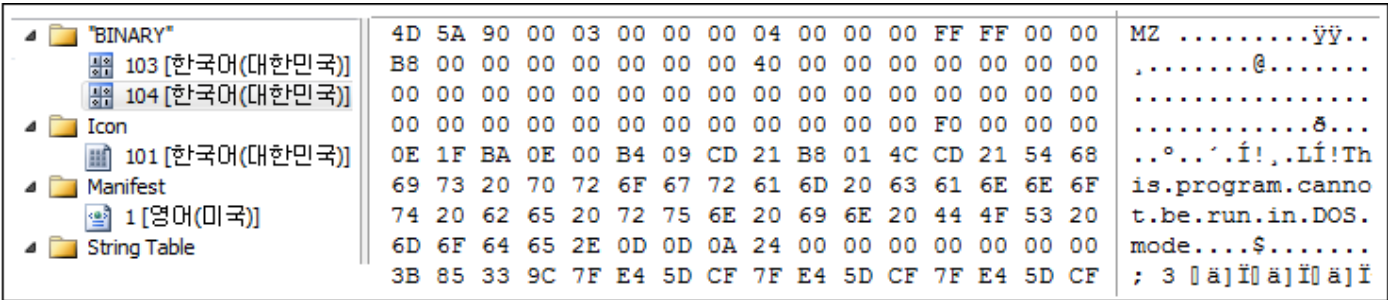 "BINARY"
103 [한국어(대한민국)]
104 [한국어(대한민국)]
Icon
101 [한국어(대한민국)]
Manifest
1 [영어(미국)]
String Table
4D 5A 90 00 03 00 00 00 04 00 00 00 FF FF 00 00 MZ .........ÿÿ..
B8 00 00 00 00 00 00 00 40 00 00 00 00 00 00 00 ¸.......@.......
00 00 00 00 00 00 00 00 00 00 00 00 00 00 00 00 ................
00 00 00 00 00 00 00 00 00 00 00 00 F0 00 00 00 ............ð...
0E 1F BA 0E 00 B4 09 CD 21 B8 01 4C CD 21 54 68 ..º..´.Í!¸.LÍ!Th
69 73 20 70 72 6F 67 72 61 6D 20 63 61 6E 6E 6F is.program.canno
74 20 62 65 20 72 75 6E 20 69 6E 20 44 4F 53 20 t.be.run.in.DOS.
6D 6F 64 65 2E 0D 0D 0A 24 00 00 00 00 00 00 00 mode....$.......
3B 85 33 9C 7F E4 5D CF 7F E4 5D CF 7F E4 5D CF ; 3 ▯ä]Ï▯ä]Ï▯ä]Ï